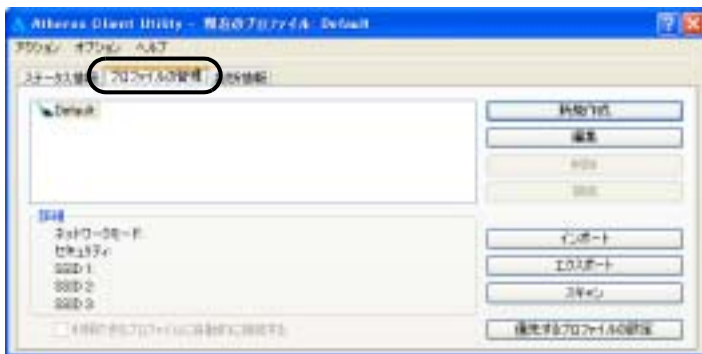 Atheros Client Utility - 現在のプロファイル: Default
アクション オプション ヘルプ
ステータス情報 プロファイルの管理 診断情報
Default
新規作成
編集
削除
詳細
ネットワークモード:
セキュリティ:
SSID 1:
SSID 2:
SSID 3:
インポート
エクスポート
スキャン
優先するプロファイルの設定